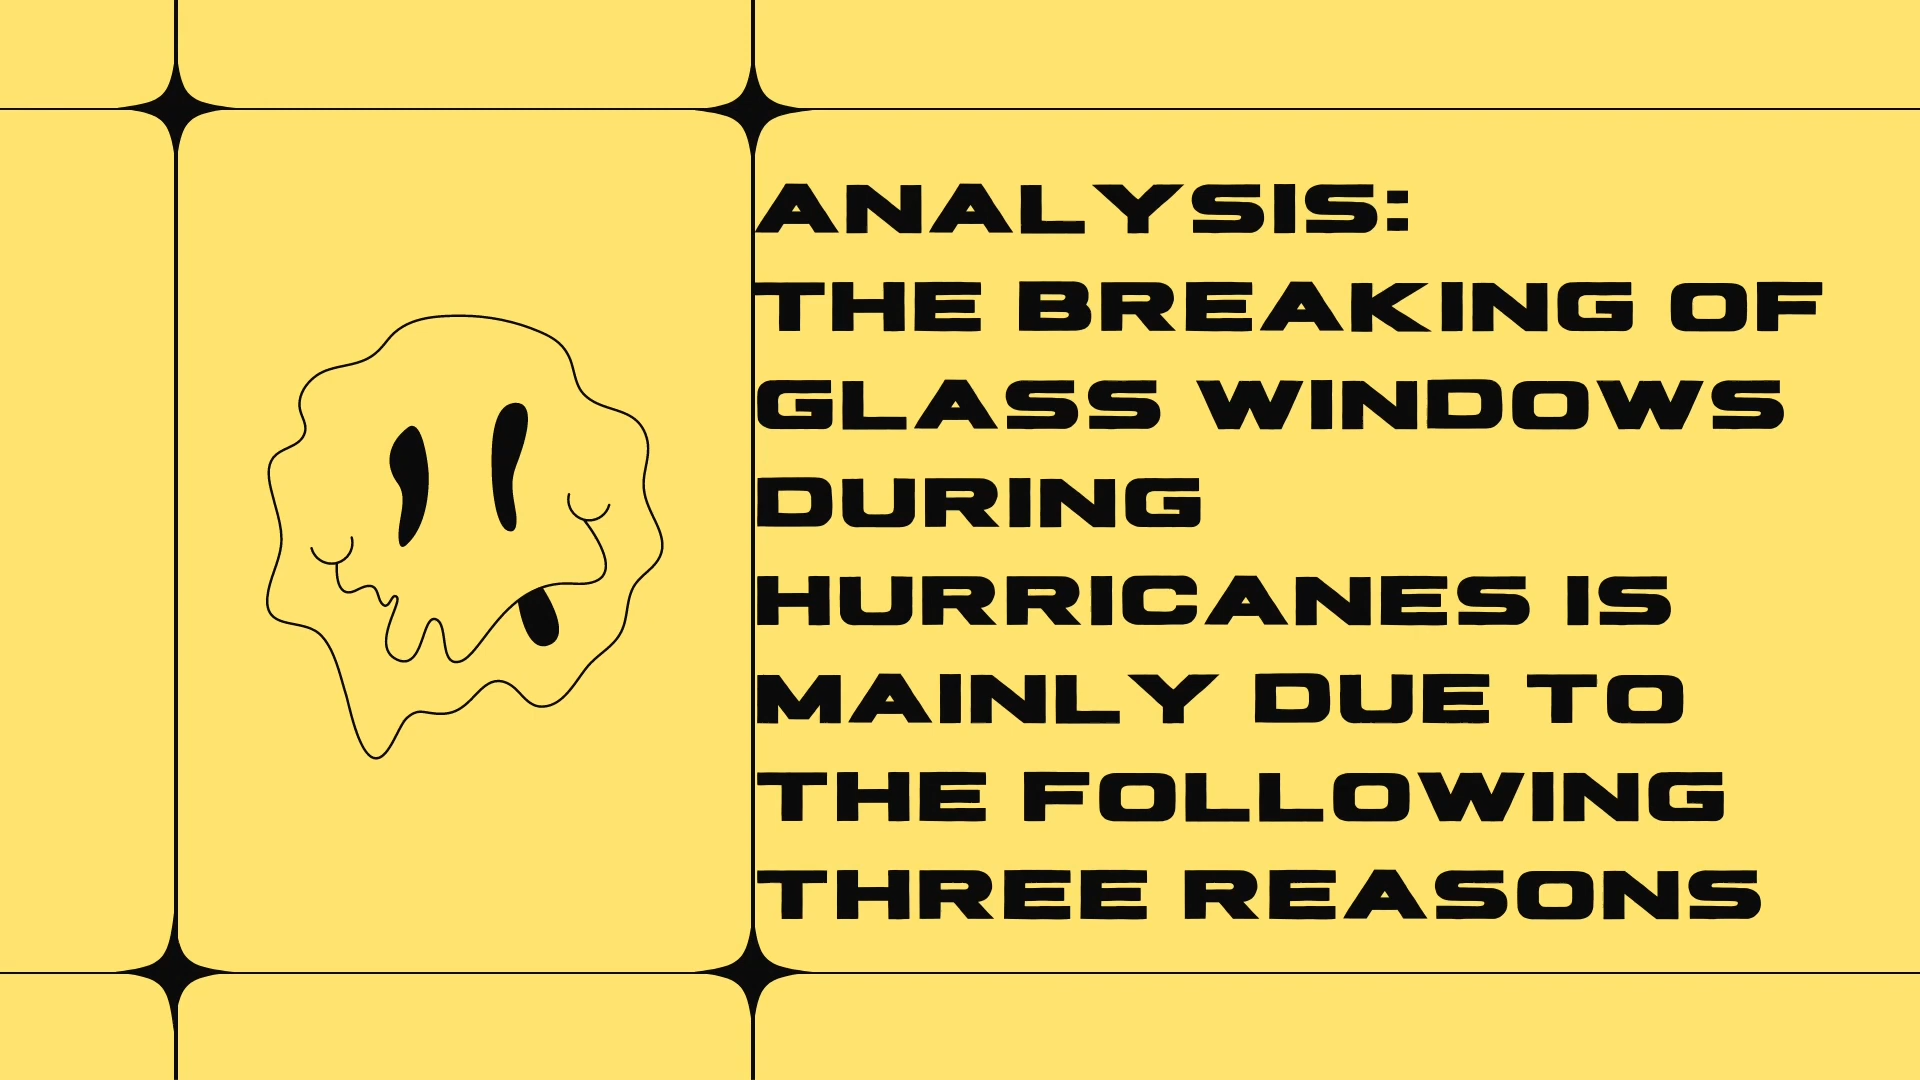 ANALYSIS:
THE BREAKING OF
GLASS WINDOWS
DURING
HURRICANES IS
MAINLY DUE TO
THE FOLLOWING
THREE REASONS